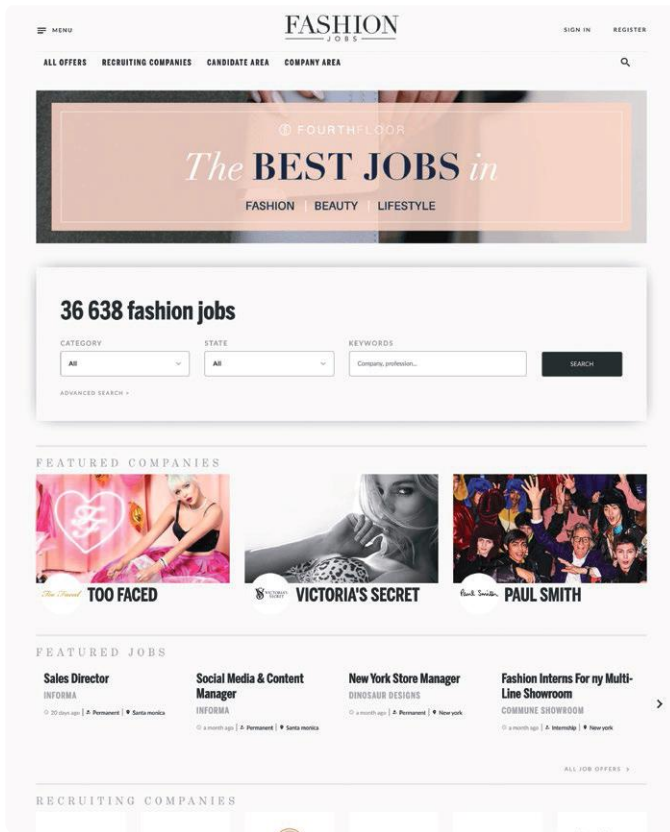 MENU
FASHION
JOBS
SIGN IN
REGISTER
ALL OFFERS
RECRUITING COMPANIES
CANDIDATE AREA
COMPANY AREA
FOURTHFLOOR
The BEST JOBS in
FASHION | BEAUTY | LIFESTYLE
36 638 fashion jobs
CATEGORY
All
STATE
All
KEYWORDS
Company, profession...
SEARCH
ADVANCED SEARCH +
FEATURED COMPANIES
Too Faced
TOO FACED
VICTORIA'S
SECRET
VICTORIA'S SECRET
Paul Smith
PAUL SMITH
FEATURED JOBS
Sales Director
INFORMA
20 days ago | Permanent | Santa monica
Social Media & Content
Manager
INFORMA
a month ago | Permanent | Santa monica
New York Store Manager
DINOSAUR DESIGNS
a month ago | Permanent | New york
Fashion Interns For ny Multi-
Line Showroom
COMMUNE SHOWROOM
a month ago | Internship | New york
ALL JOB OFFERS >
RECRUITING COMPANIES